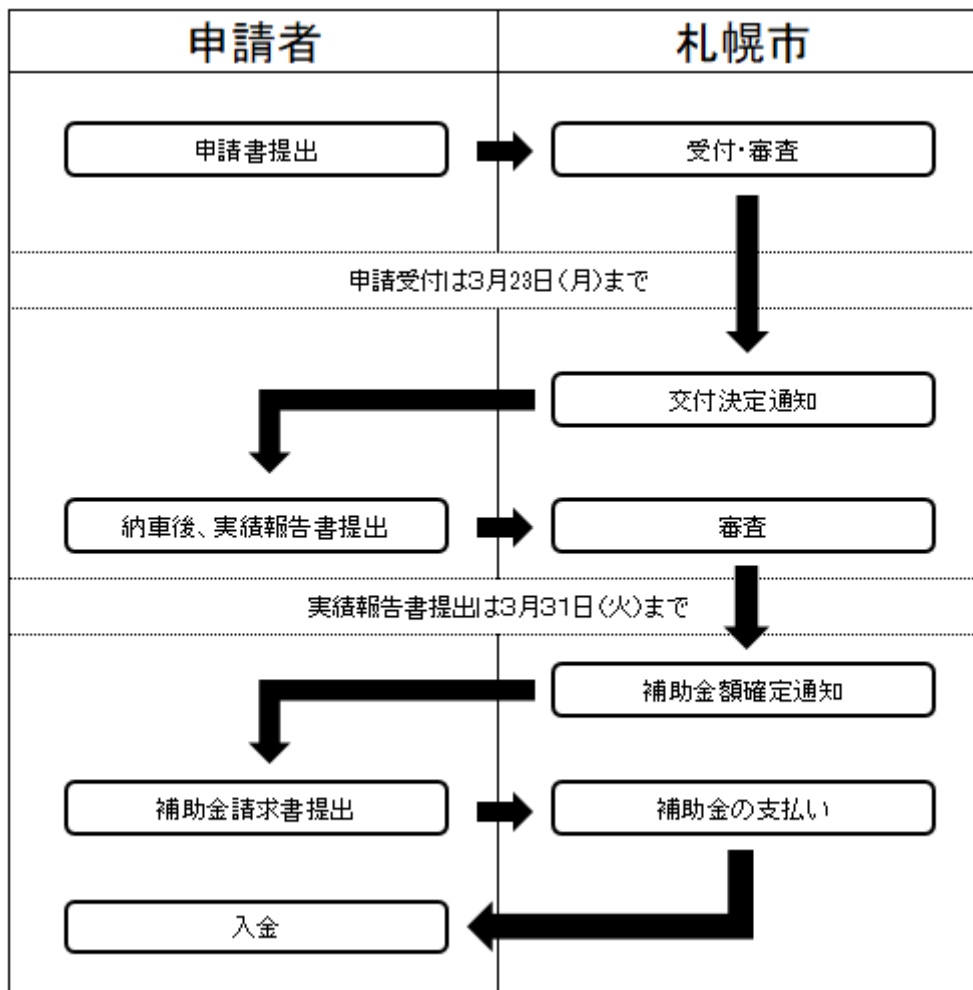 申請者
札幌市
申請書提出
受付・審査
申請受付は3月23日(月)まで
交付決定通知
納車後、実績報告書提出
審査
実績報告書提出は3月31日(火)まで
補助金額確定通知
補助金請求書提出
補助金の支払い
入金